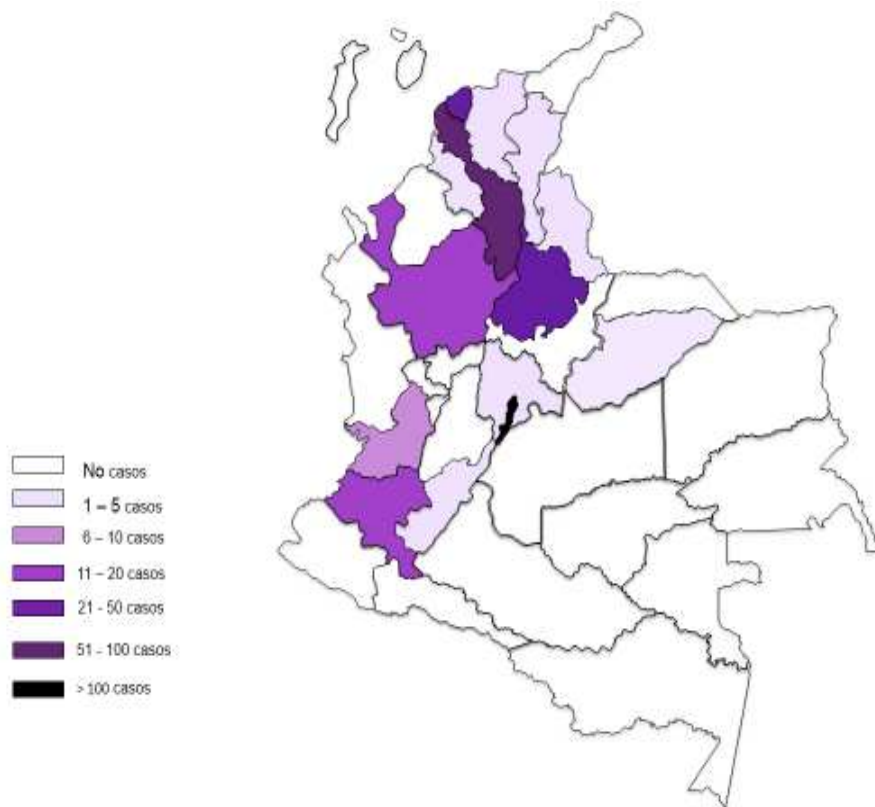 No casos
1 – 5 casos
6 – 10 casos
11 – 20 casos
21 - 50 casos
51 - 100 casos
> 100 casos